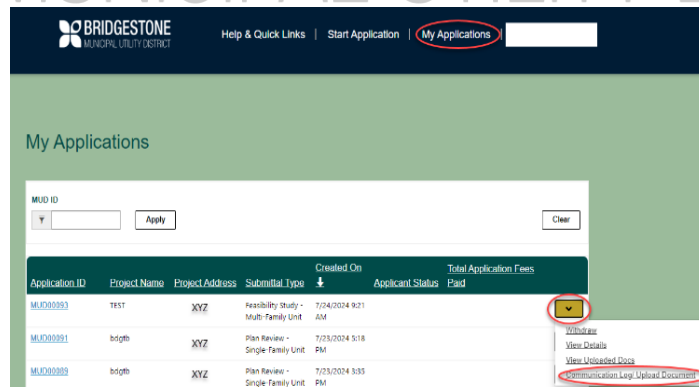 BRIDGESTONE
MUNICIPAL UTILITY DISTRICT
Help & Quick Links | Start Application | My Applications |
My Applications
MUD ID
Apply
Clear
Application ID Project Name Project Address Submittal Type Created On Applicant Status Total Application Fees Paid
MUD00093 TEST XYZ Feasibility Study - Multi-Family Unit 7/24/2024 9:21 AM
Withdraw
MUD00091 bdgfb XYZ Plan Review - Single-Family Unit 7/23/2024 5:18 PM
View Details
View Uploaded Docs
MUD00089 bdgfb XYZ Plan Review - Single-Family Unit 7/23/2024 3:35 PM
Communication Log/ Upload Document